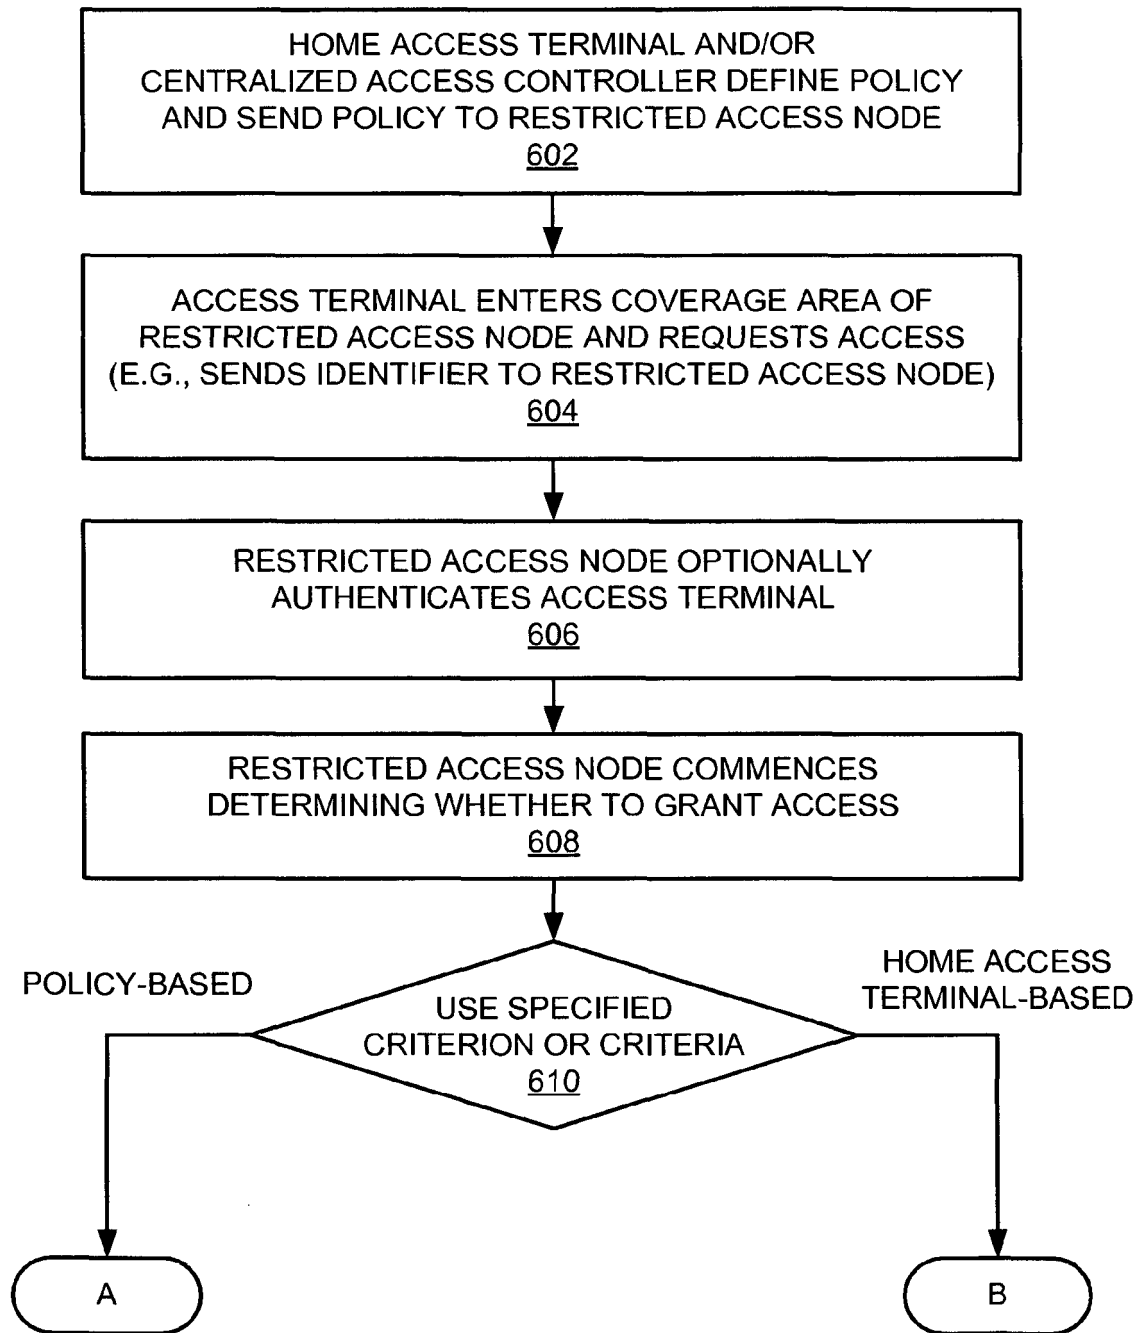 HOME ACCESS TERMINAL AND/OR
CENTRALIZED ACCESS CONTROLLER DEFINE POLICY
AND SEND POLICY TO RESTRICTED ACCESS NODE
602
ACCESS TERMINAL ENTERS COVERAGE AREA OF
RESTRICTED ACCESS NODE AND REQUESTS ACCESS
(E.G., SENDS IDENTIFIER TO RESTRICTED ACCESS NODE)
604
RESTRICTED ACCESS NODE OPTIONALLY
AUTHENTICATES ACCESS TERMINAL
606
RESTRICTED ACCESS NODE COMMENCES
DETERMINING WHETHER TO GRANT ACCESS
608
POLICY-BASED
USE SPECIFIED
CRITERION OR CRITERIA
610
HOME ACCESS
TERMINAL-BASED
A
B